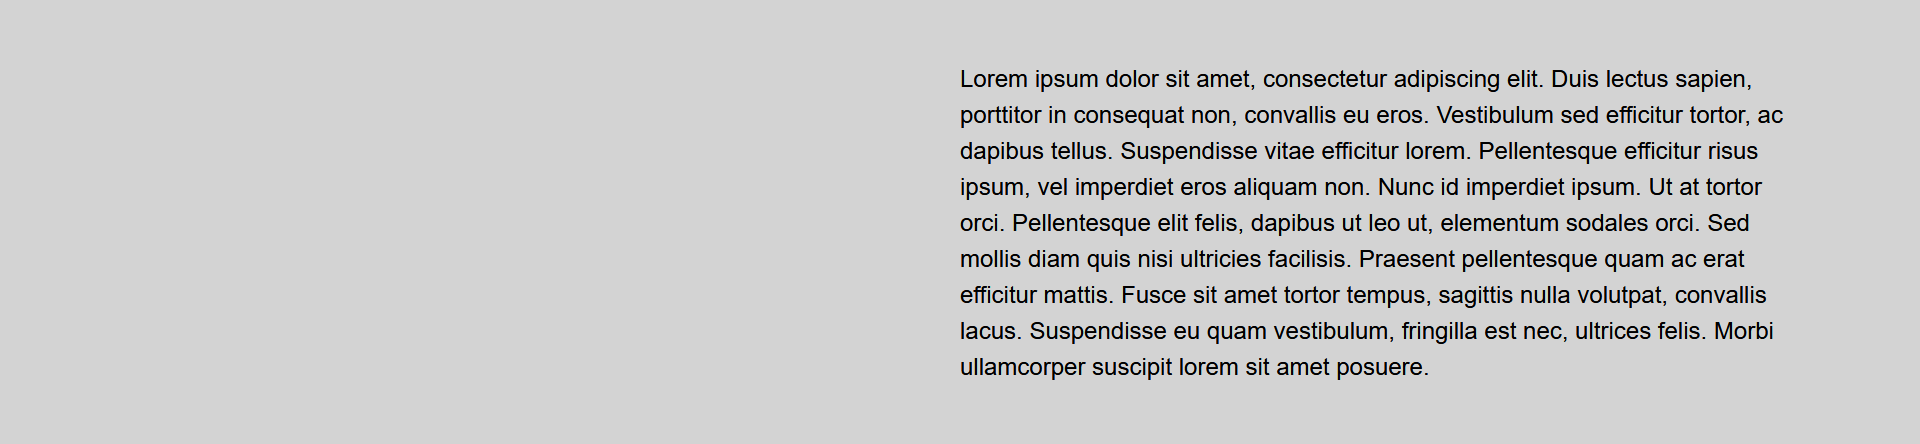 Lorem ipsum dolor sit amet, consectetur adipiscing elit. Duis lectus sapien,
porttitor in consequat non, convallis eu eros. Vestibulum sed efficitur tortor, ac
dapibus tellus. Suspendisse vitae efficitur lorem. Pellentesque efficitur risus
ipsum, vel imperdiet eros aliquam non. Nunc id imperdiet ipsum. Ut at tortor
orci. Pellentesque elit felis, dapibus ut leo ut, elementum sodales orci. Sed
mollis diam quis nisi ultricies facilisis. Praesent pellentesque quam ac erat
efficitur mattis. Fusce sit amet tortor tempus, sagittis nulla volutpat, convallis
lacus. Suspendisse eu quam vestibulum, fringilla est nec, ultrices felis. Morbi
ullamcorper suscipit lorem sit amet posuere.